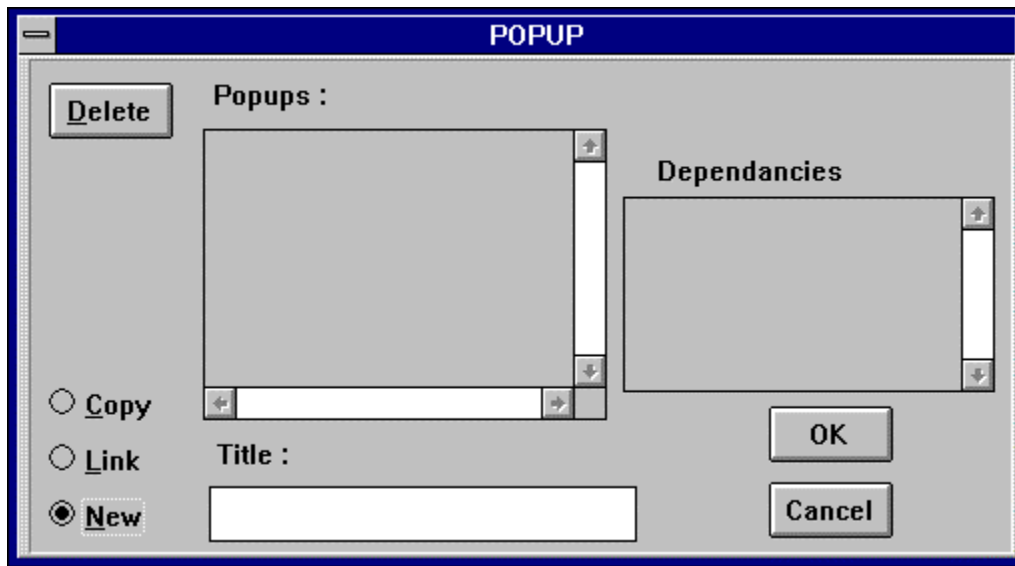 POPUP
Delete
Popups :
Dependancies
Copy
Link
New
Title :
OK
Cancel